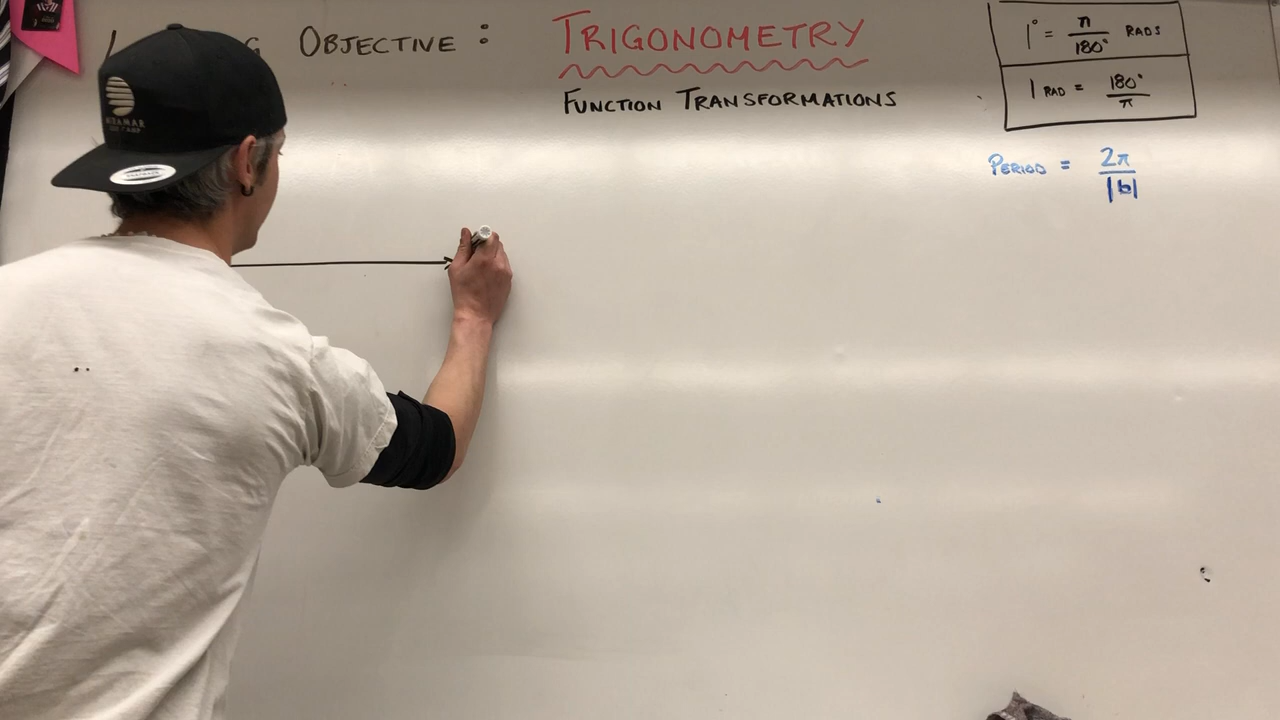 OBJECTIVE : TRIGONOMETRY
FUNCTION TRANSFORMATIONS
1° = π/180° RADS
1 RAD = 180°/π
PERIOD = 2π/|b|